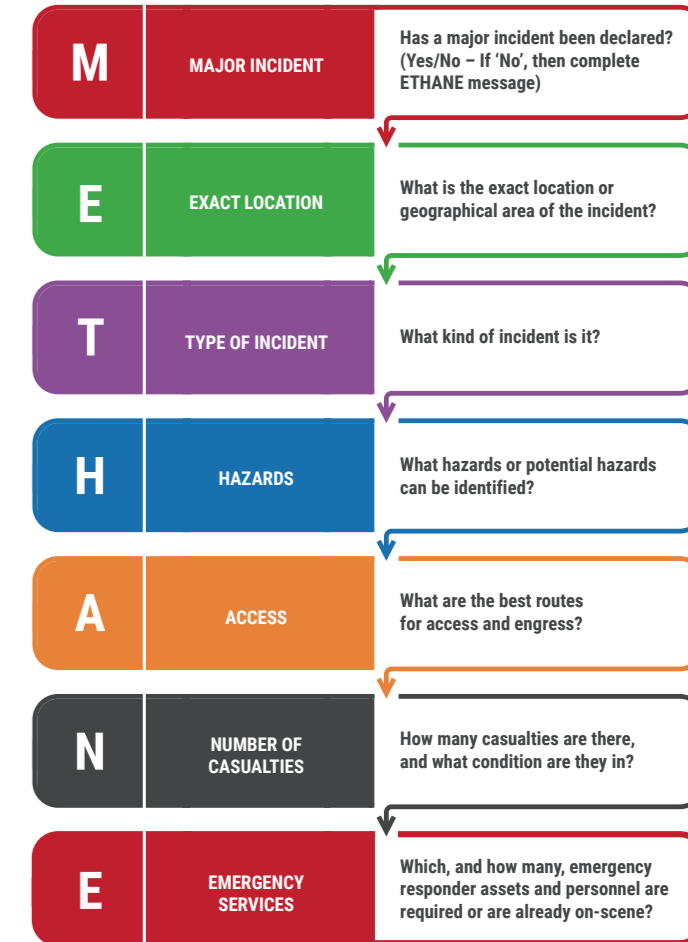 M
MAJOR INCIDENT
Has a major incident been declared?
(Yes/No – If ‘No’, then complete
ETHANE message)
E
EXACT LOCATION
What is the exact location or
geographical area of the incident?
T
TYPE OF INCIDENT
What kind of incident is it?
H
HAZARDS
What hazards or potential hazards
can be identified?
A
ACCESS
What are the best routes
for access and engress?
N
NUMBER OF
CASUALTIES
How many casualties are there,
and what condition are they in?
E
EMERGENCY
SERVICES
Which, and how many, emergency
responder assets and personnel are
required or are already on-scene?